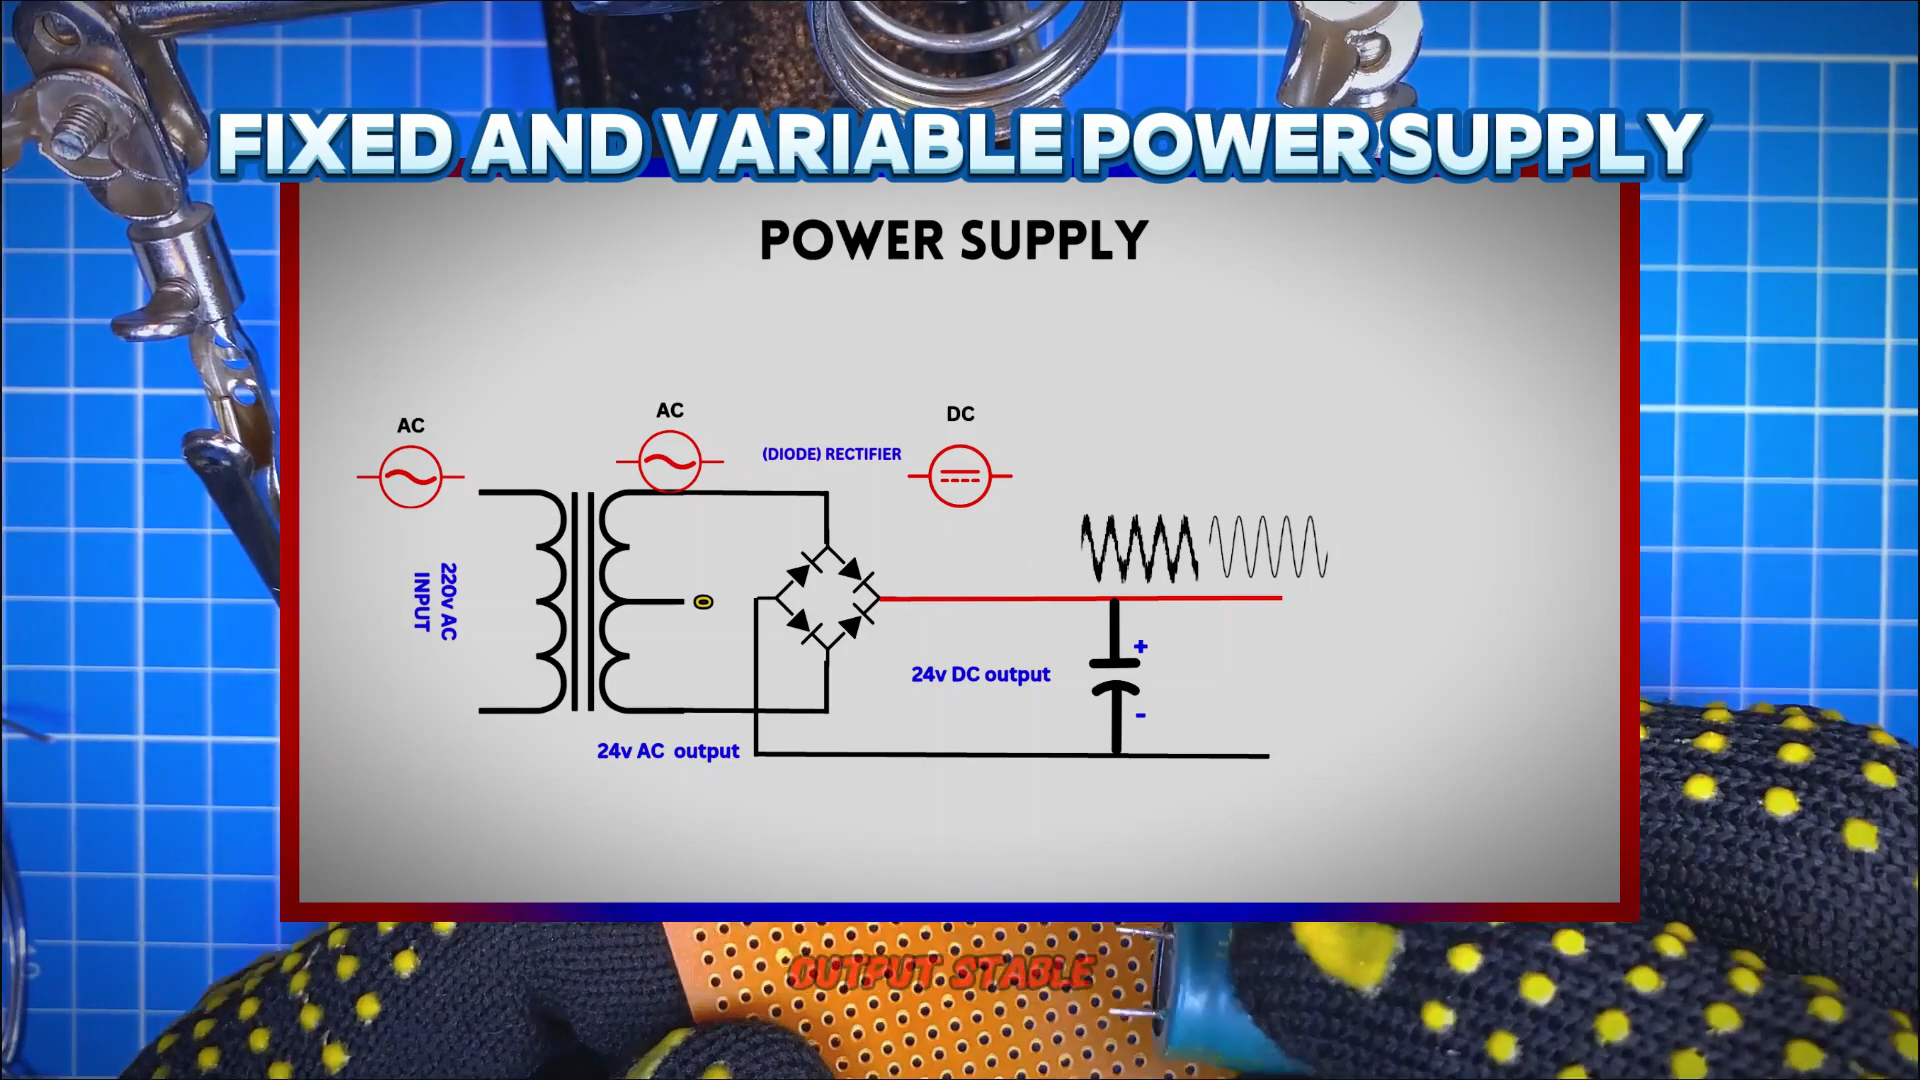 FIXED AND VARIABLE POWER SUPPLY
POWER SUPPLY
AC
AC
DC
(DIODE) RECTIFIER
220v AC
INPUT
0
+
24v DC output
-
24v AC output
OUTPUT STABLE